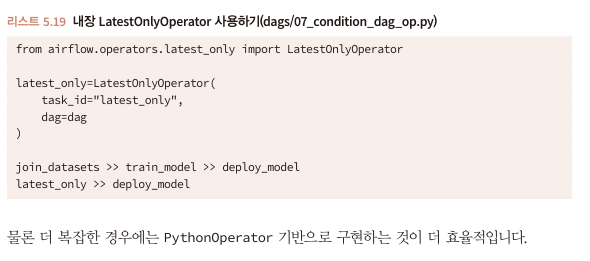 리스트 5.19 내장 LatestOnlyOperator 사용하기(dags/07_condition_dag_op.py)
from airflow.operators.latest_only import LatestOnlyOperator
latest_only=LatestOnlyOperator(
    task_id="latest_only",
    dag=dag
)
join_datasets >> train_model >> deploy_model
latest_only >> deploy_model
물론 더 복잡한 경우에는 PythonOperator 기반으로 구현하는 것이 더 효율적입니다.